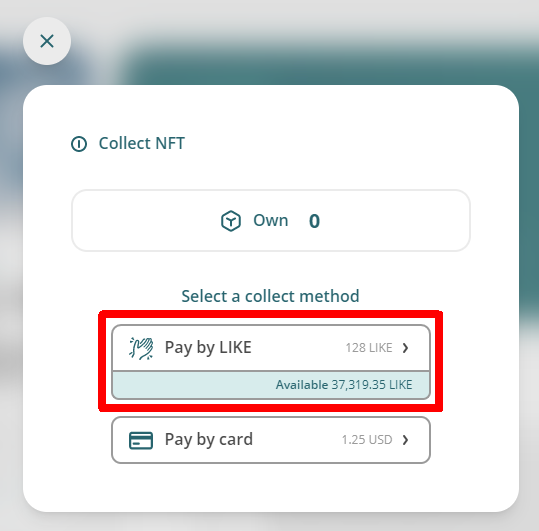 Collect NFT
Own 0
Select a collect method
Pay by LIKE 128 LIKE
Available 37,319.35 LIKE
Pay by card 1.25 USD